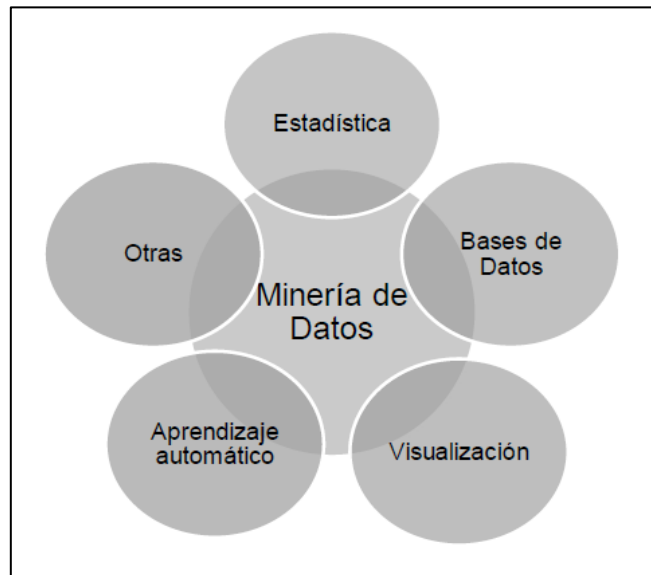 Estadística
Otras
Bases de
Datos
Minería de
Datos
Aprendizaje
automático
Visualización